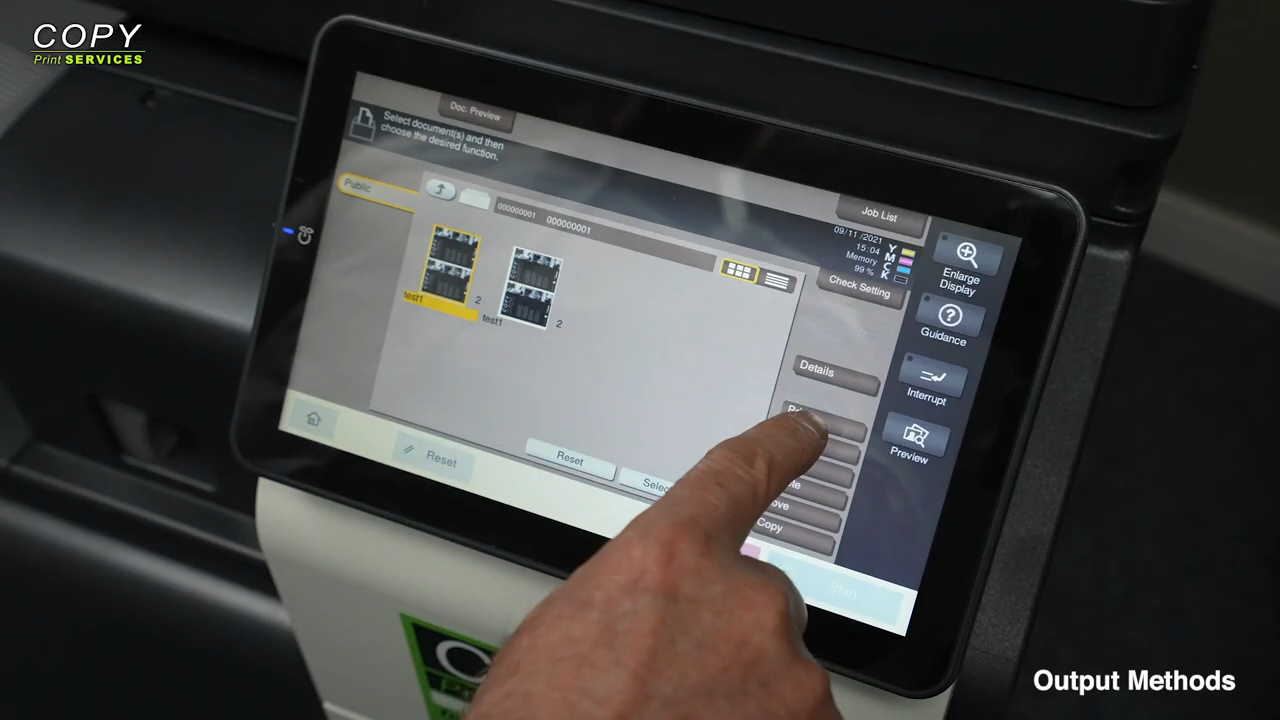 COPY
Print SERVICES
Doc. Preview
Select document(s) and then
choose the desired function.
Job List
Public
000000001 000000001
09/11 /2021
15:04
Memory
99 %
Y
M
C
K
Check Setting
Enlarge
Display
Guidance
Interrupt
Preview
test1
2
test1
2
Details
Copy
Reset
Reset
Start
Output Methods